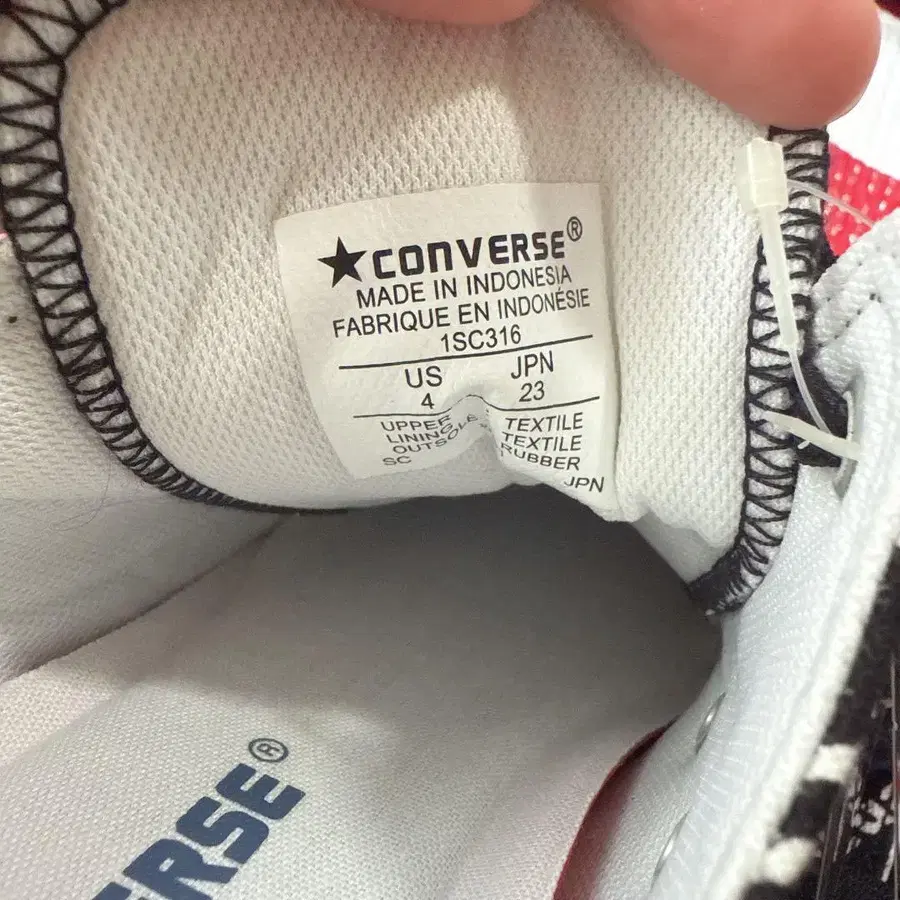 ★CONVERSE®
MADE IN INDONESIA
FABRIQUE EN INDONÉSIE
1SC316
US JPN
4 23
UPPER TEXTILE
LINING TEXTILE
OUTSOLE RUBBER
SC JPN
ERSE®